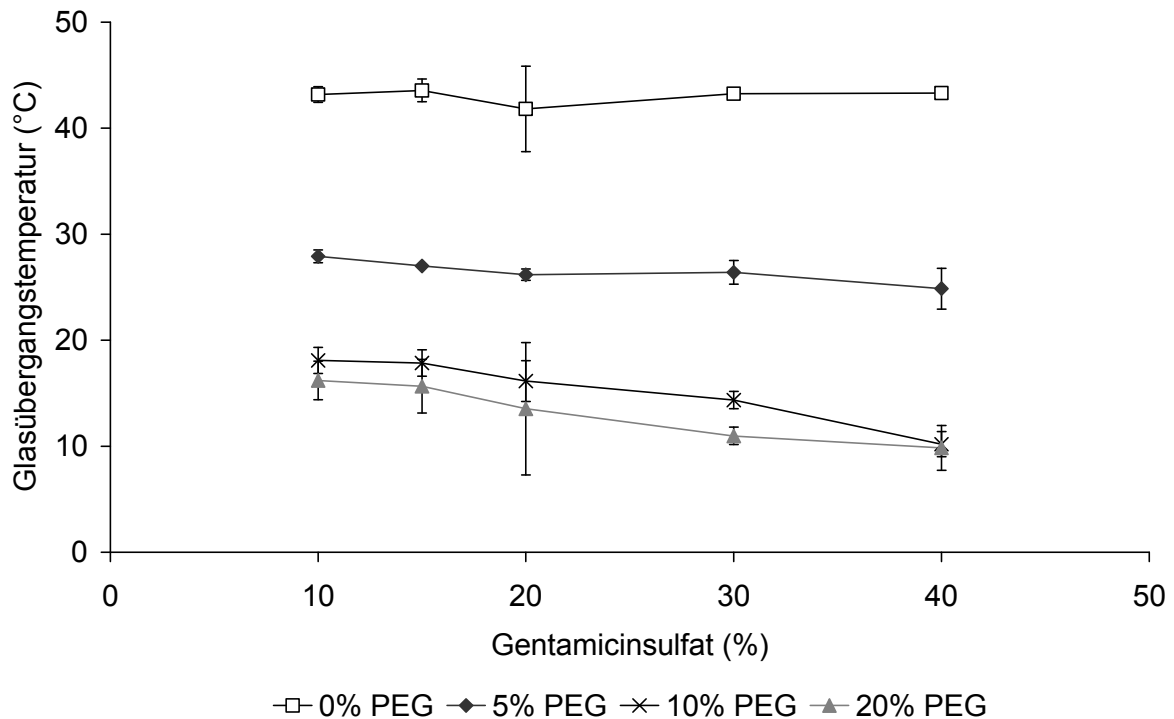 50
40
30
20
10
0
Glasübergangstemperatur (°C)
0 10 20 30 40 50
Gentamicinsulfat (%)
0% PEG 5% PEG 10% PEG 20% PEG